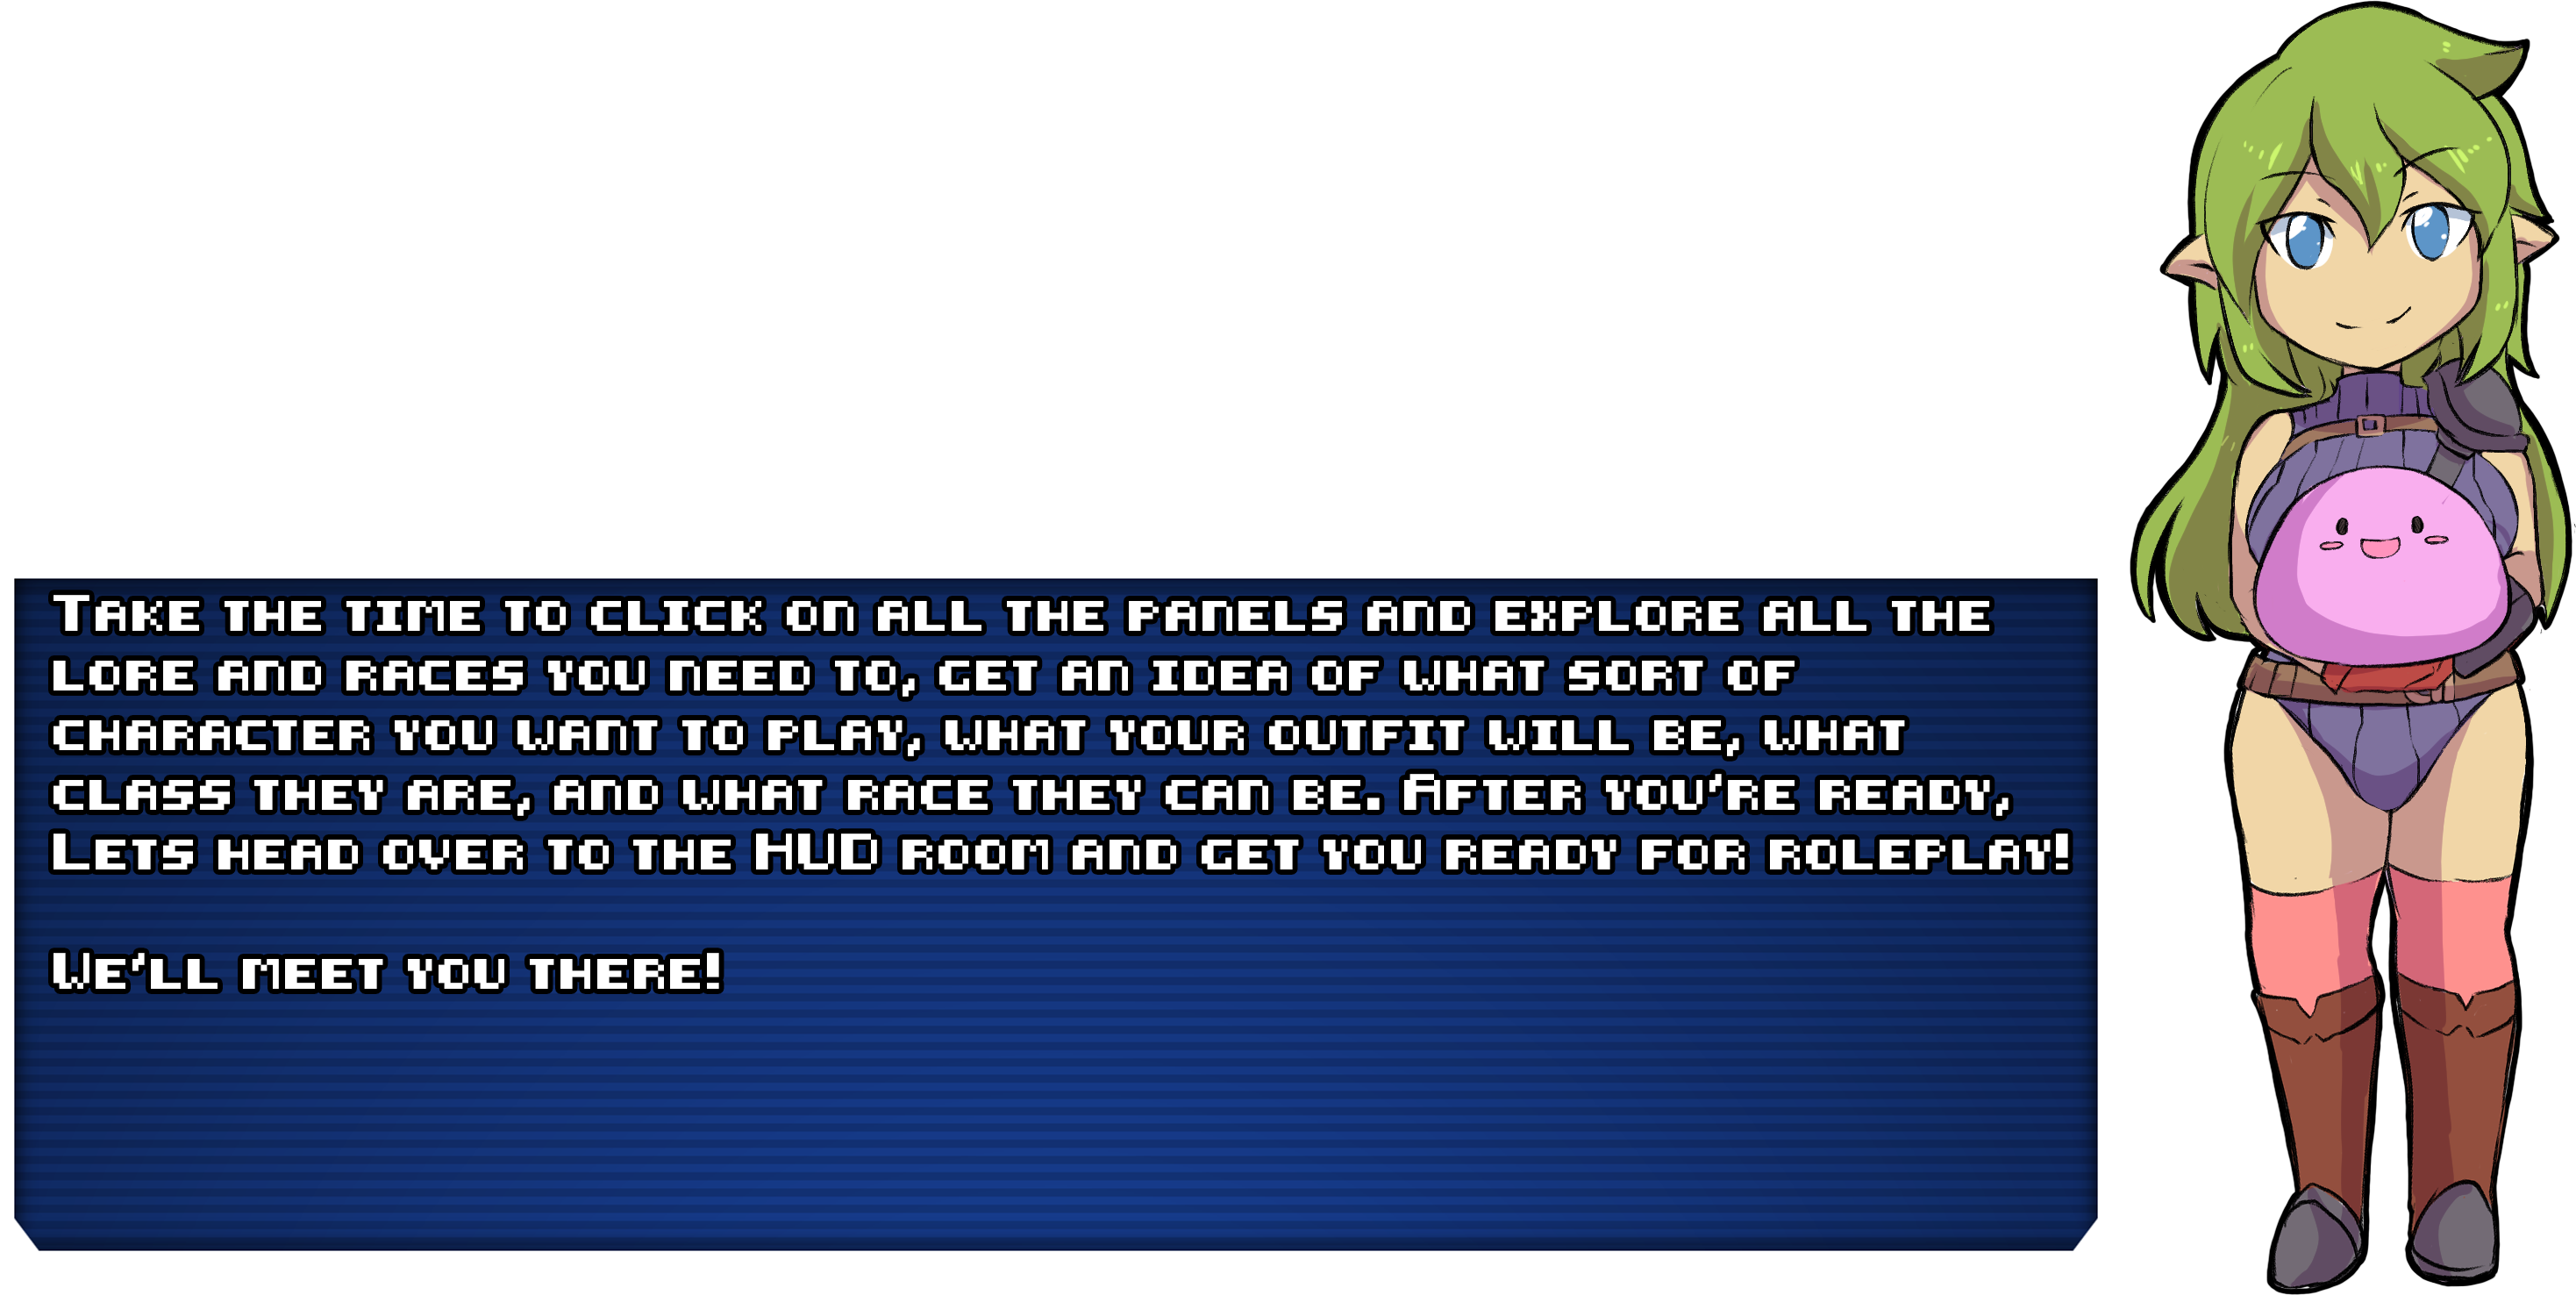 Take the time to click on all the panels and explore all the
lore and races you need to, get an idea of what sort of
character you want to play, what your outfit will be, what
class they are, and what race they can be. After you're ready,
Lets head over to the HUD room and get you ready for roleplay!
We'll meet you there!